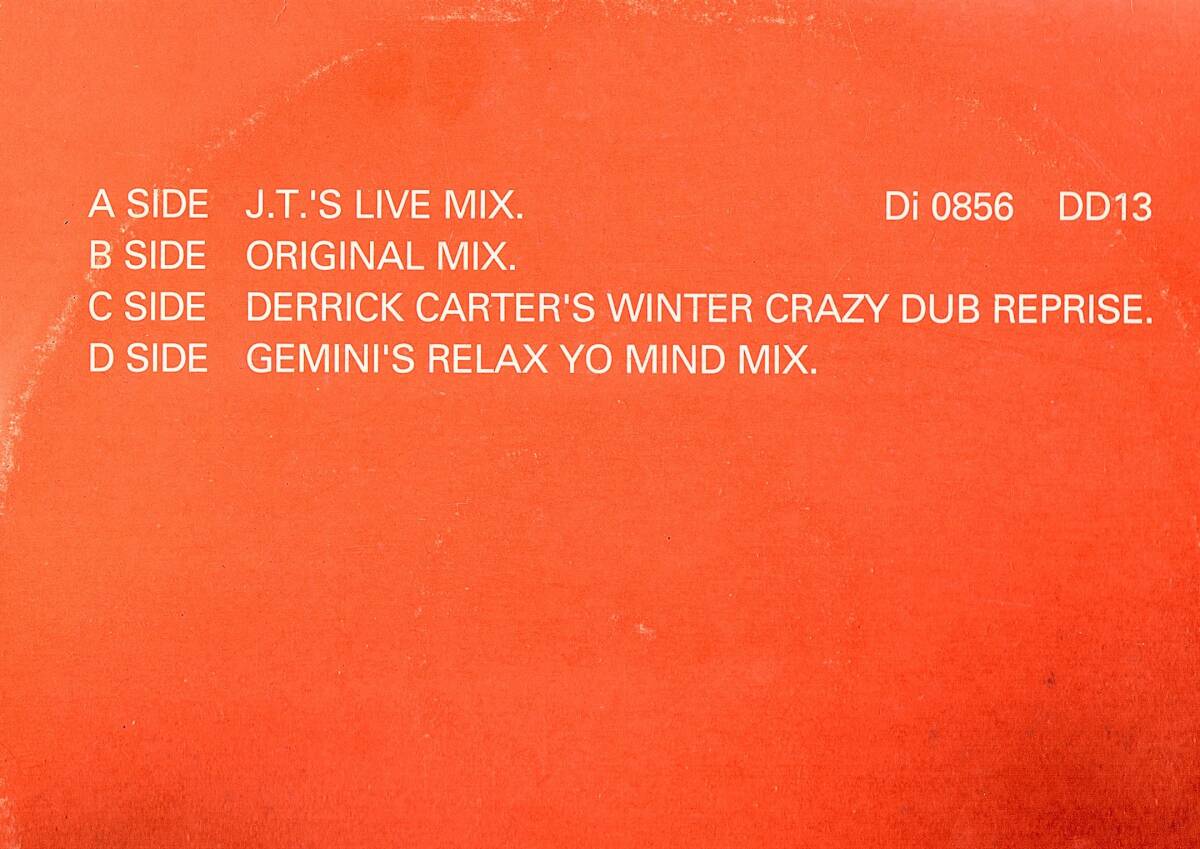 A SIDE J.T.'S LIVE MIX. Di 0856 DD13
B SIDE ORIGINAL MIX.
C SIDE DERRICK CARTER'S WINTER CRAZY DUB REPRISE.
D SIDE GEMINI'S RELAX YO MIND MIX.